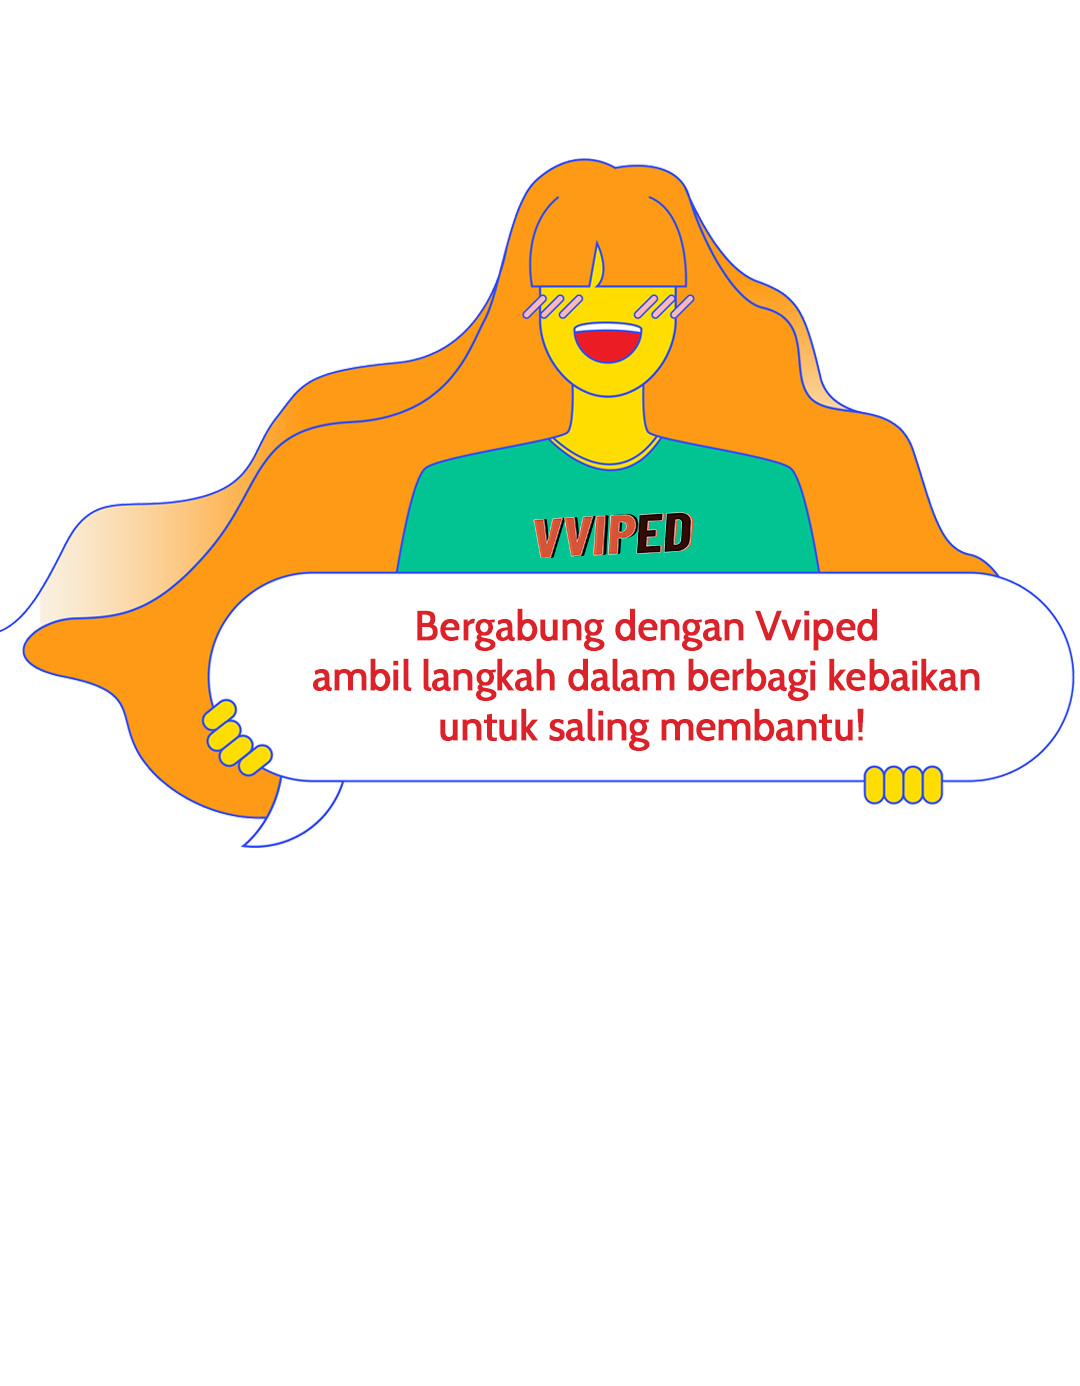 VVIPED
Bergabung dengan Vviped
ambil langkah dalam berbagi kebaikan
untuk saling membantu!